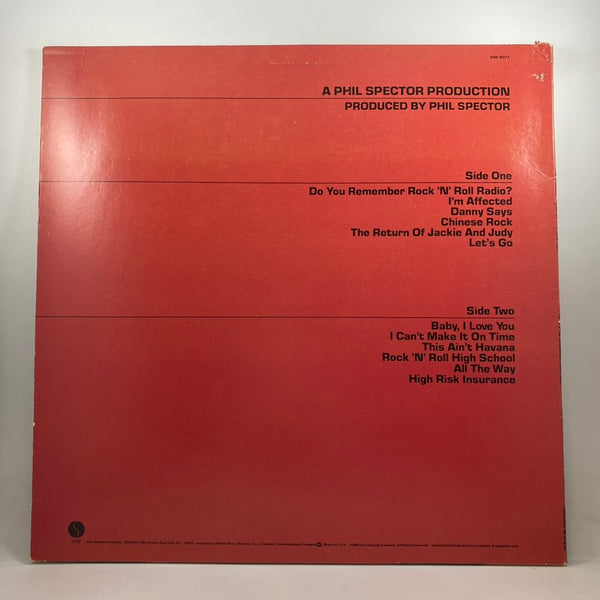 SRK 6077
A PHIL SPECTOR PRODUCTION
PRODUCED BY PHIL SPECTOR
Side One
Do You Remember Rock 'N' Roll Radio?
I'm Affected
Danny Says
Chinese Rock
The Return Of Jackie And Judy
Let's Go
Side Two
Baby, I Love You
I Can't Make It On Time
This Ain't Havana
Rock 'N' Roll High School
All The Way
High Risk Insurance